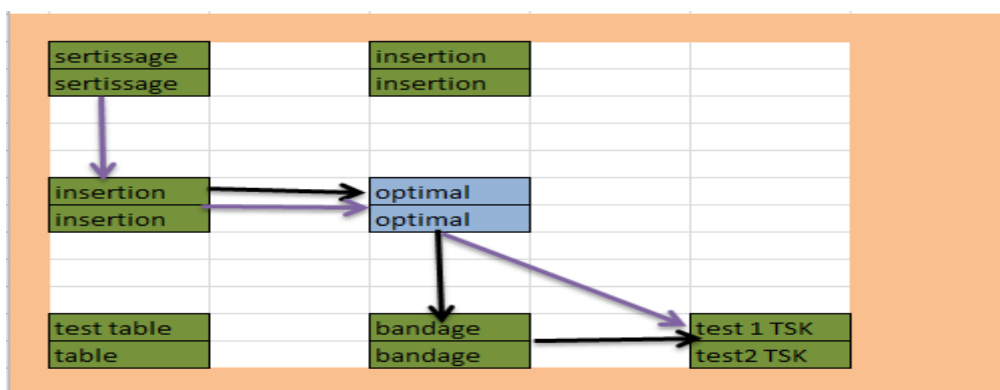 sertissage insertion
sertissage insertion
insertion optimal
insertion optimal
test table bandage test 1 TSK
table bandage test2 TSK